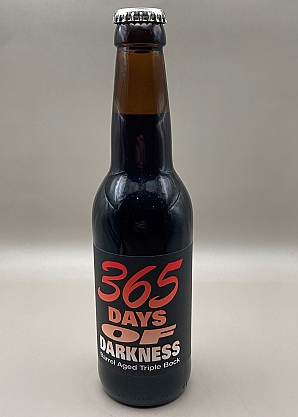 365
DAYS
OF
DARKNESS
Barrel Aged Triple Bock